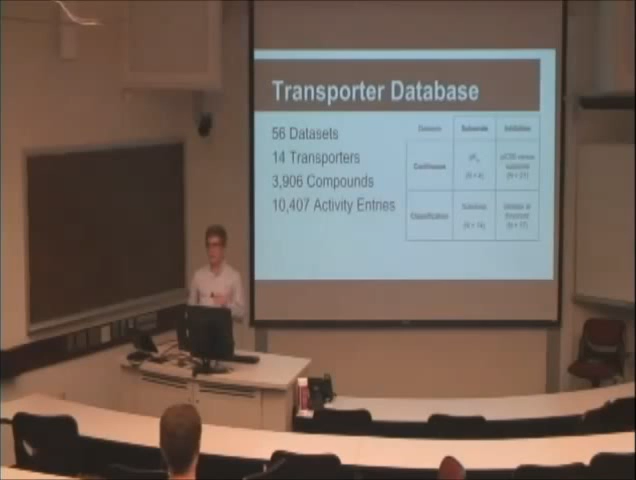 Transporter Database
56 Datasets
14 Transporters
3,906 Compounds
10,407 Activity Entries
Substrate
Inhibition
Continuous
Classification